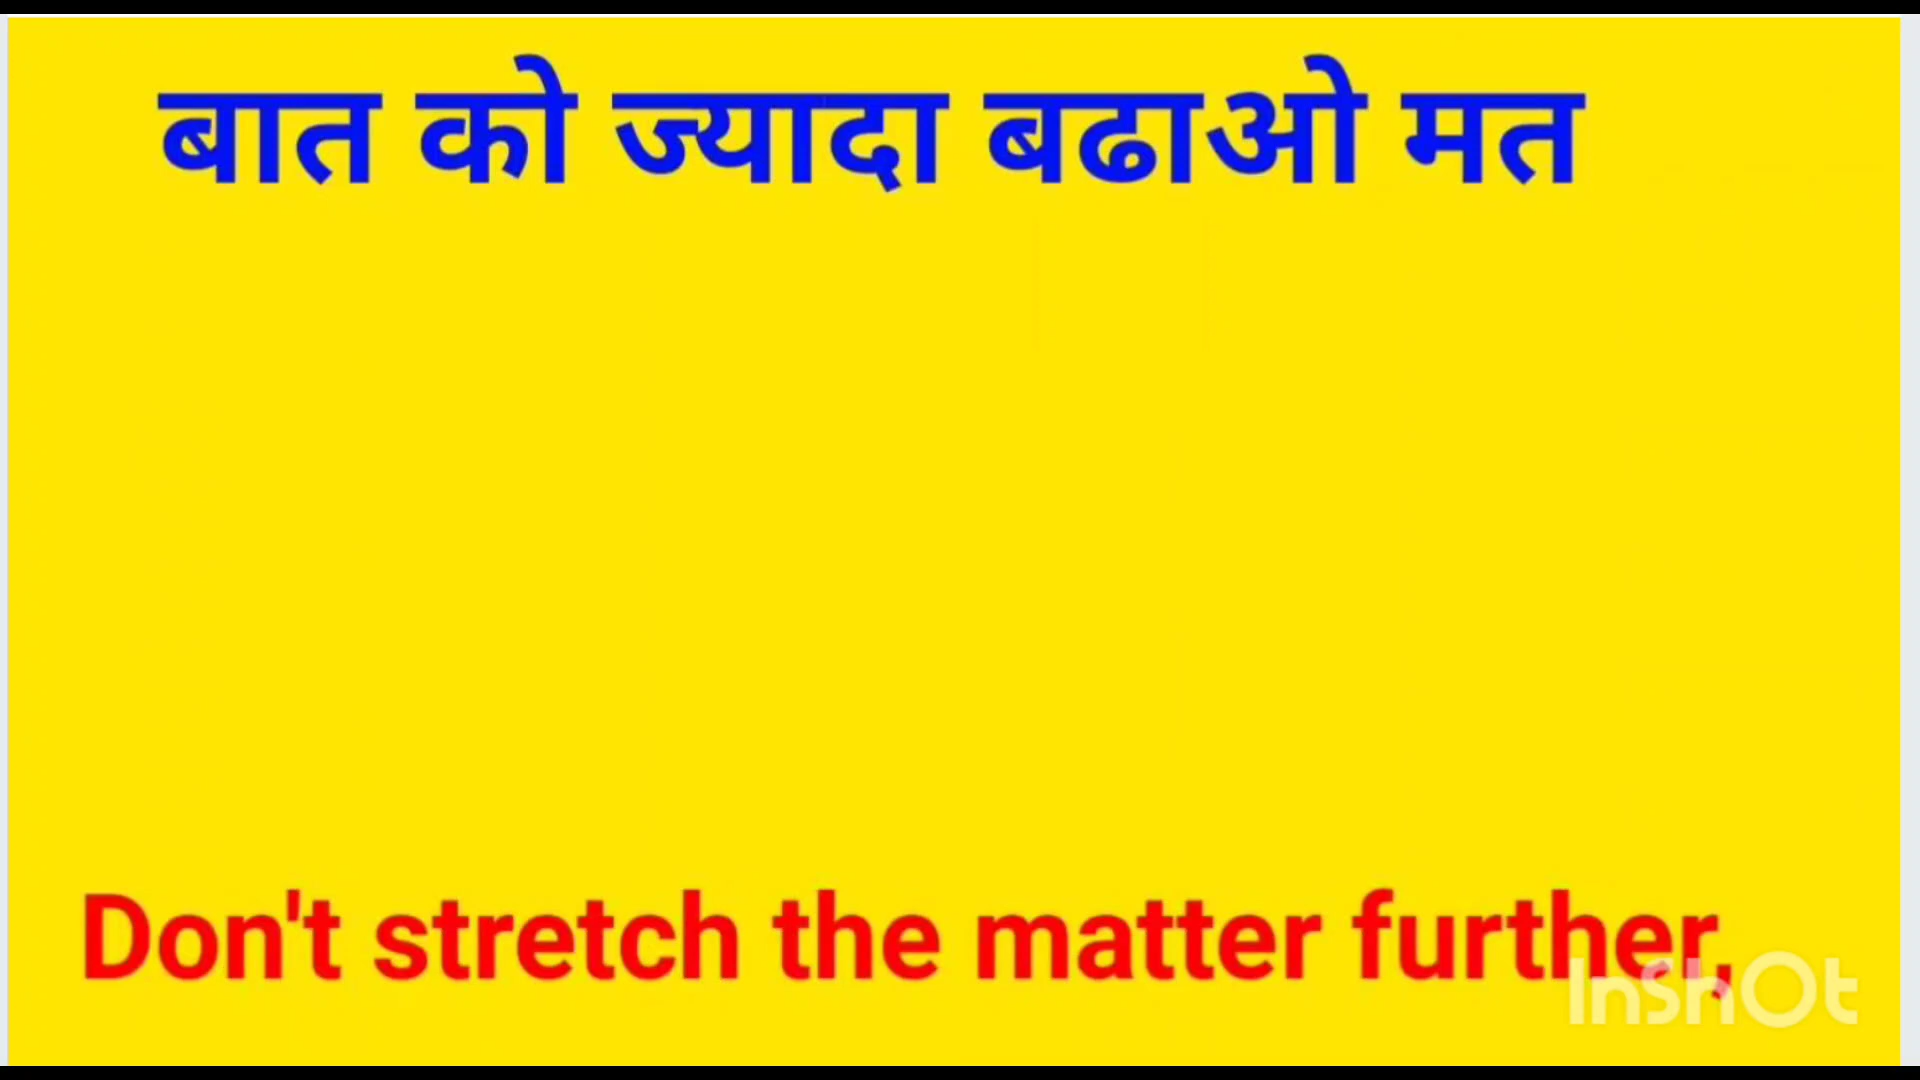 बात को ज्यादा बढाओ मत
Don't stretch the matter further,
InShOt